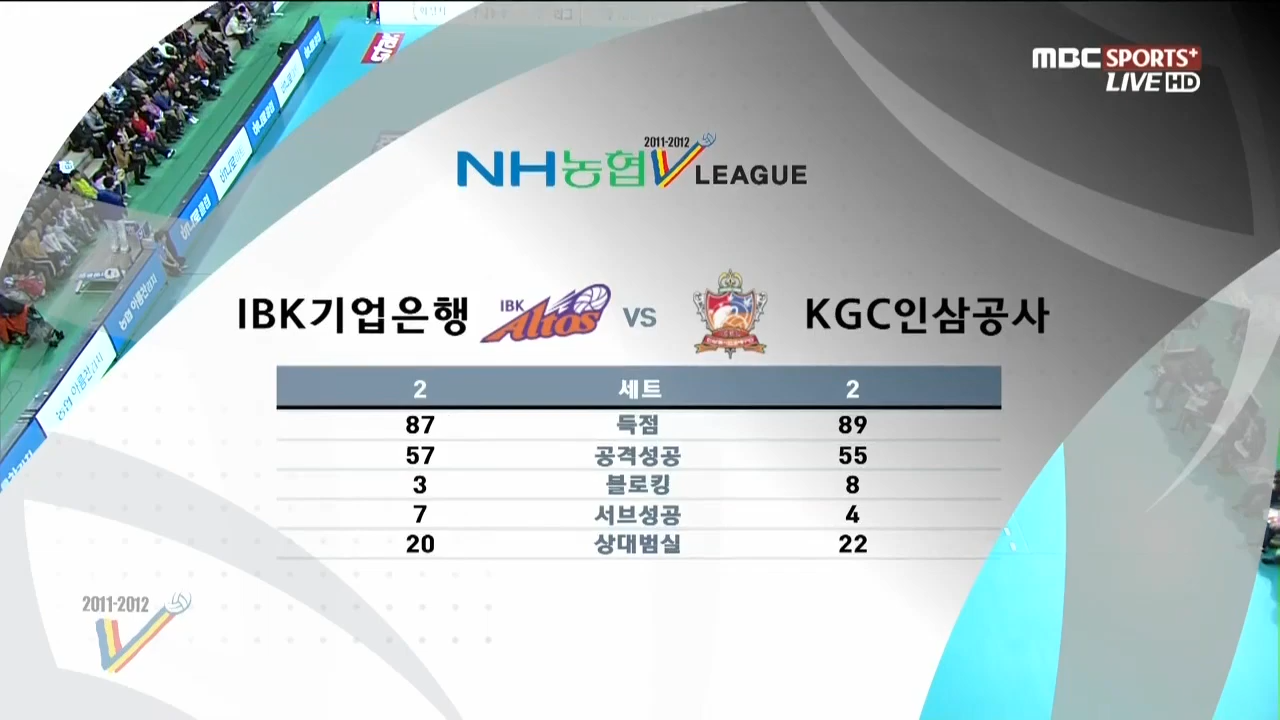 MBC SPORTS+
LIVE HD
2011-2012
NH농협 V LEAGUE
IBK기업은행 IBK Altos VS KGC인삼공사
2 세트 2
87 득점 89
57 공격성공 55
3 블로킹 8
7 서브성공 4
20 상대범실 22
2011-2012
V